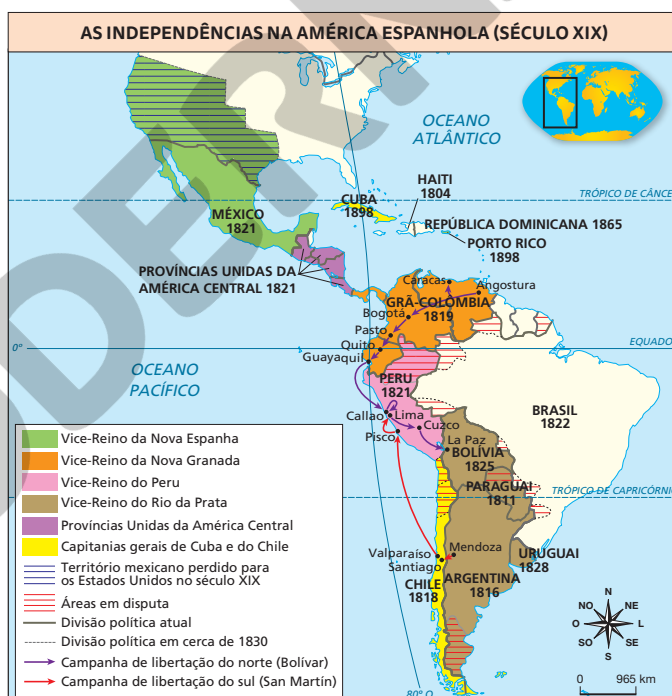 AS INDEPENDÊNCIAS NA AMÉRICA ESPANHOLA (SÉCULO XIX)
OCEANO
ATLÂNTICO
HAITI
1804
TRÓPICO DE CÂNCE
CUBA
1898
MÉXICO
1821
REPÚBLICA DOMINICANA 1865
PORTO RICO
1898
PROVÍNCIAS UNIDAS DA
AMÉRICA CENTRAL 1821
Caracas
Angostura
GRÃ-COLÔMBIA
1819
Bogotá
Pasto
Quito
Guayaquil
0º
EQUADO
OCEANO
PACÍFICO
PERU
1821
BRASIL
1822
Callao
Lima
Cuzco
Pisco
La Paz
BOLÍVIA
1825
PARAGUAI
1811
TRÓPICO DE CAPRICÓRNI
Valparaíso
Santiago
Mendoza
URUGUAI
1828
CHILE
1818
ARGENTINA
1816
Vice-Reino da Nova Espanha
Vice-Reino da Nova Granada
Vice-Reino do Peru
Vice-Reino do Rio da Prata
Províncias Unidas da América Central
Capitanias gerais de Cuba e do Chile
Território mexicano perdido para
os Estados Unidos no século XIX
Áreas em disputa
Divisão política atual
Divisão política em cerca de 1830
Campanha de libertação do norte (Bolívar)
Campanha de libertação do sul (San Martín)
N
NO NE
O L
SO SE
S
80º O
0 965 km